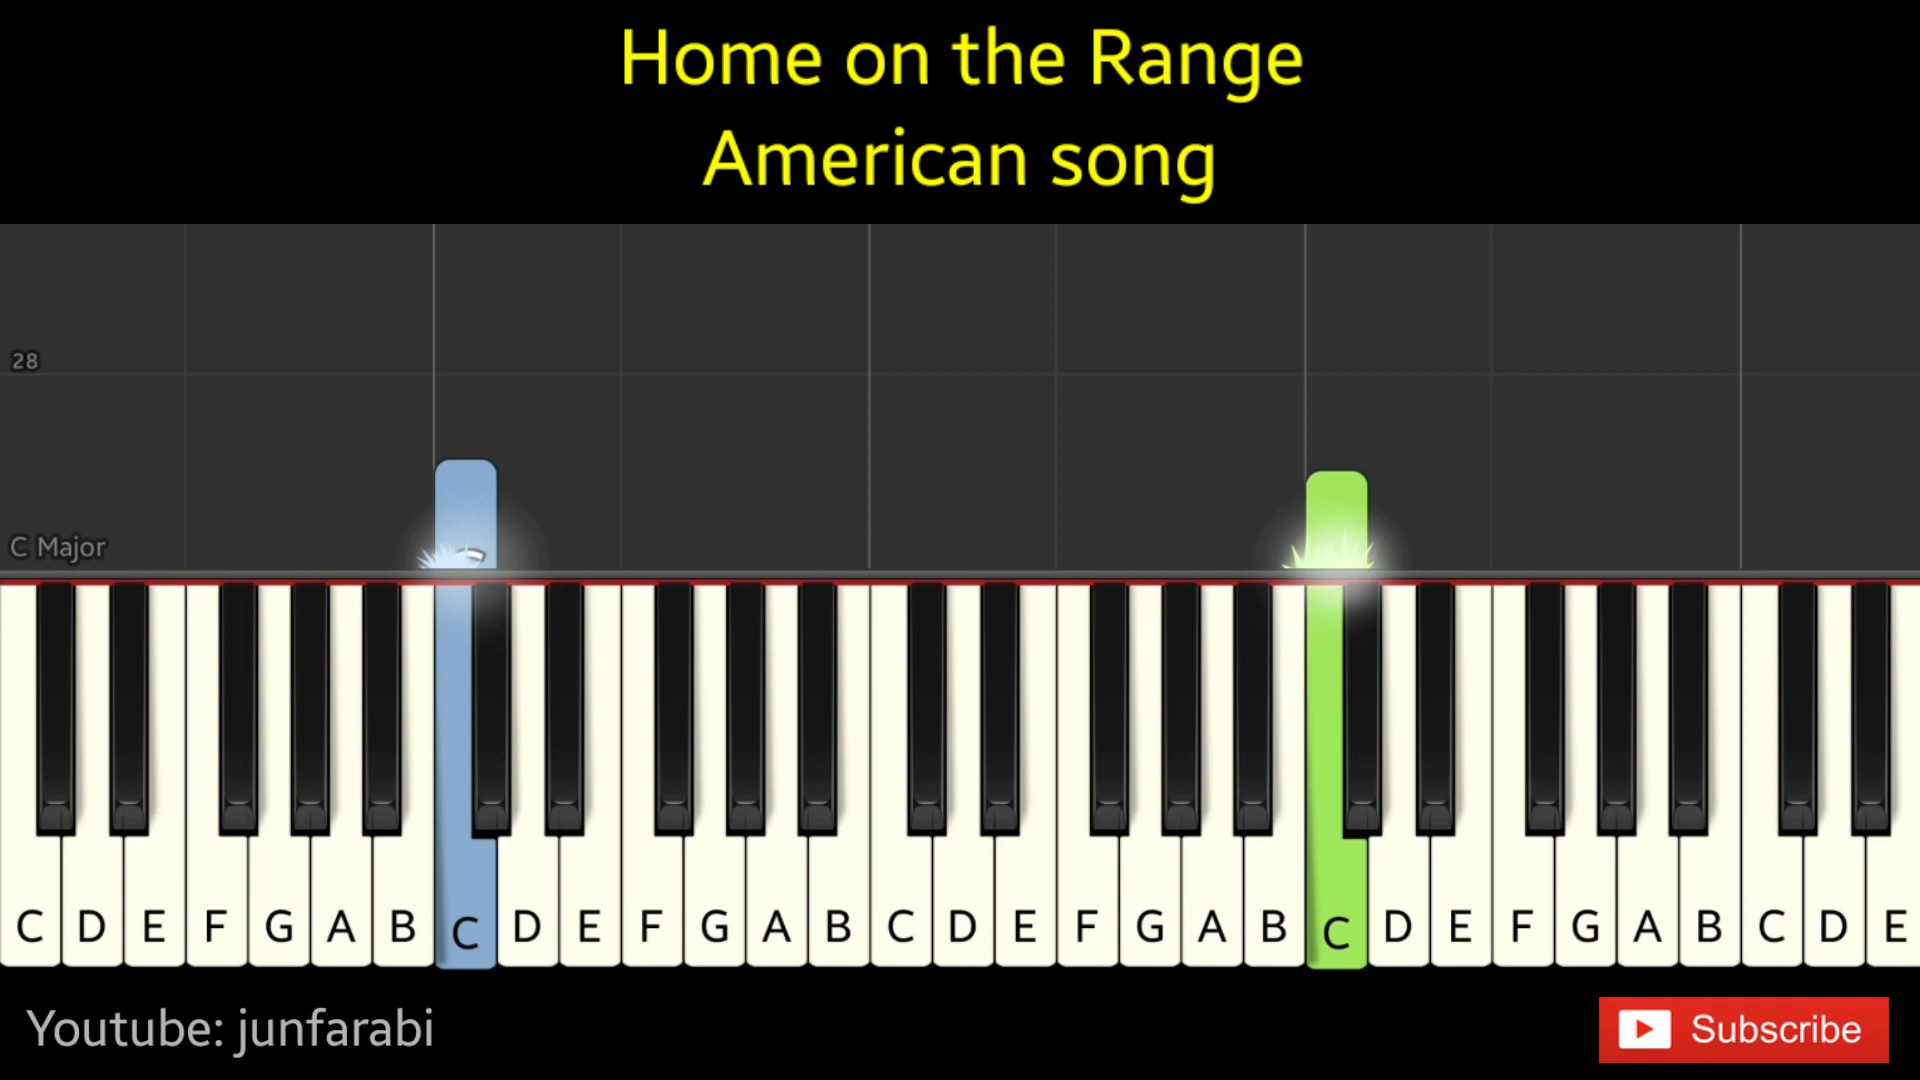 Home on the Range
American song
28
C Major
C D E F G A B C D E F G A B C D E F G A B C D E F G A B C D E
Youtube: junfarabi
Subscribe